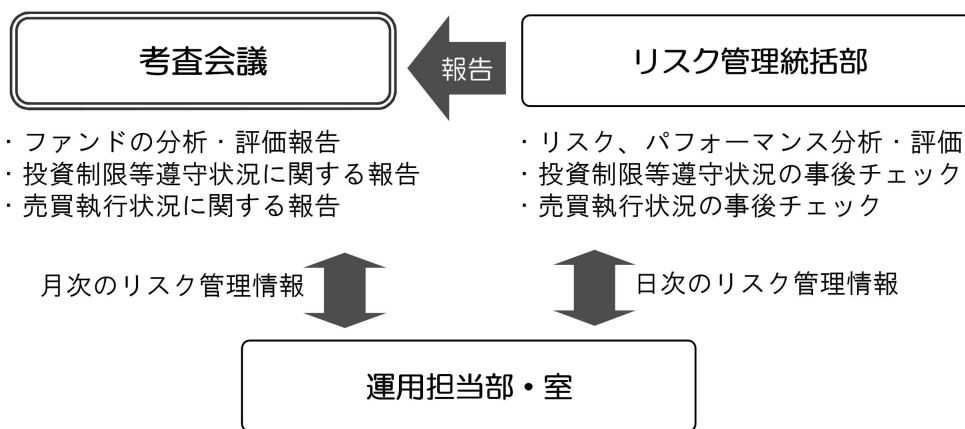 考査会議
報告
リスク管理統括部
・ファンドの分析・評価報告
・投資制限等遵守状況に関する報告
・売買執行状況に関する報告
・リスク、パフォーマンス分析・評価
・投資制限等遵守状況の事後チェック
・売買執行状況の事後チェック
月次のリスク管理情報
日次のリスク管理情報
運用担当部・室